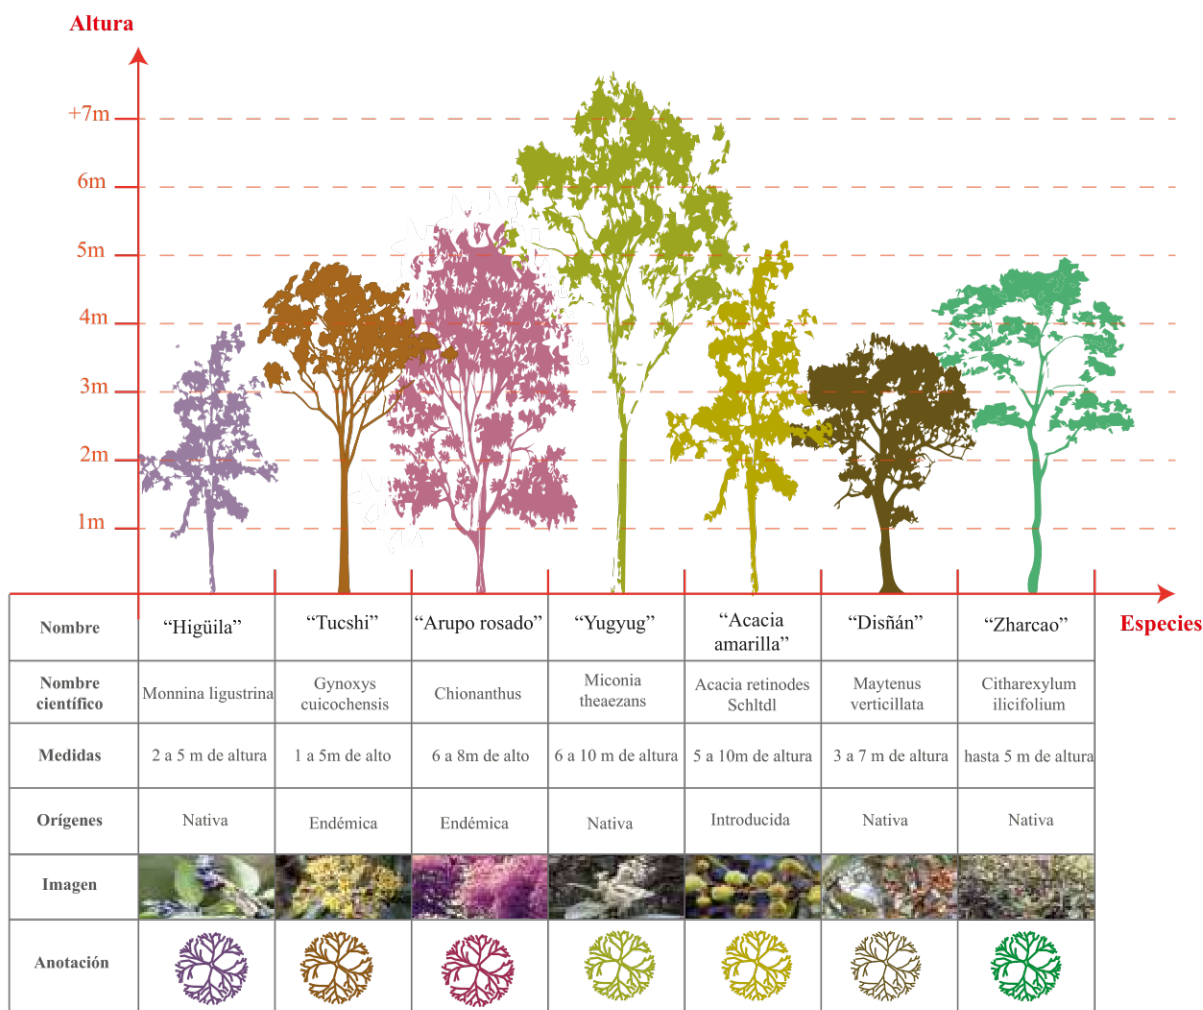 Altura
+7m
6m
5m
4m
3m
2m
1m
Especies
Nombre
“Higüila”
“Tucshi”
“Arupo rosado”
“Yugyug”
“Acacia
amarilla”
“Disñán”
“Zharcao”
Nombre
científico
Monnina ligustrina
Gynoxys
cuicochensis
Chionanthus
Miconia
theaezans
Acacia retinodes
Schltdl
Maytenus
verticillata
Citharexylum
ilicifolium
Medidas
2 a 5 m de altura
1 a 5m de alto
6 a 8m de alto
6 a 10 m de altura
5 a 10m de altura
3 a 7 m de altura
hasta 5 m de altura
Orígenes
Nativa
Endémica
Endémica
Nativa
Introducida
Nativa
Nativa
Imagen
Anotación